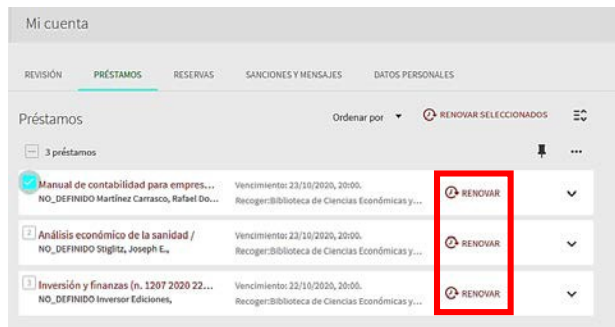 Mi cuenta
REVISIÓN PRÉSTAMOS RESERVAS SANCIONES Y MENSAJES DATOS PERSONALES
Préstamos Ordenar por RENOVAR SELECCIONADOS
3 préstamos ...
Manual de contabilidad para empres... Vencimiento: 23/10/2020, 20:00. RENOVAR
NO_DEFINIDO Martínez Carrasco, Rafael Do... Recoger:Biblioteca de Ciencias Económicas y...
2 Análisis económico de la sanidad / Vencimiento: 23/10/2020, 20:00. RENOVAR
NO_DEFINIDO Stiglitz, Joseph E., Recoger:Biblioteca de Ciencias Económicas y...
3 Inversión y finanzas (n. 1207 2020 22... Vencimiento: 23/10/2020, 20:00. RENOVAR
NO_DEFINIDO Inversor Ediciones, Recoger:Biblioteca de Ciencias Económicas y...